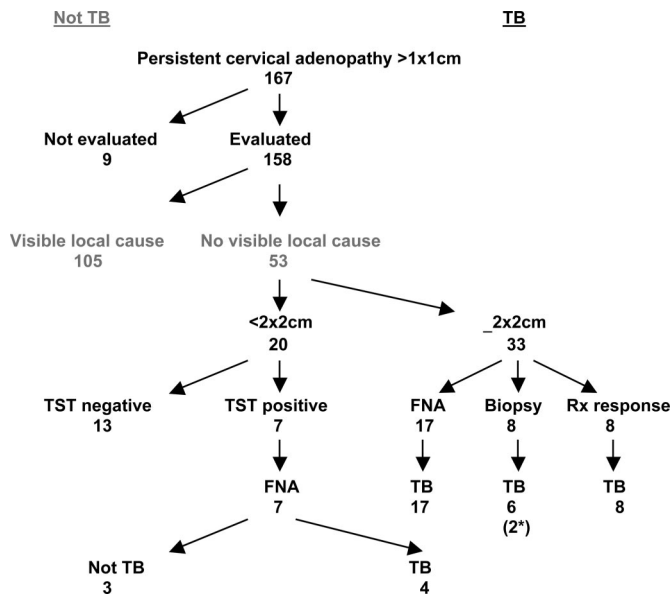 Not TB TB
Persistent cervical adenopathy >1x1cm
167
Not evaluated Evaluated
9 158
Visible local cause No visible local cause
105 53
<2x2cm _2x2cm
20 33
TST negative TST positive FNA Biopsy Rx response
13 7 17 8 8
FNA TB TB TB
7 17 6 8
(2*)
Not TB TB
3 4